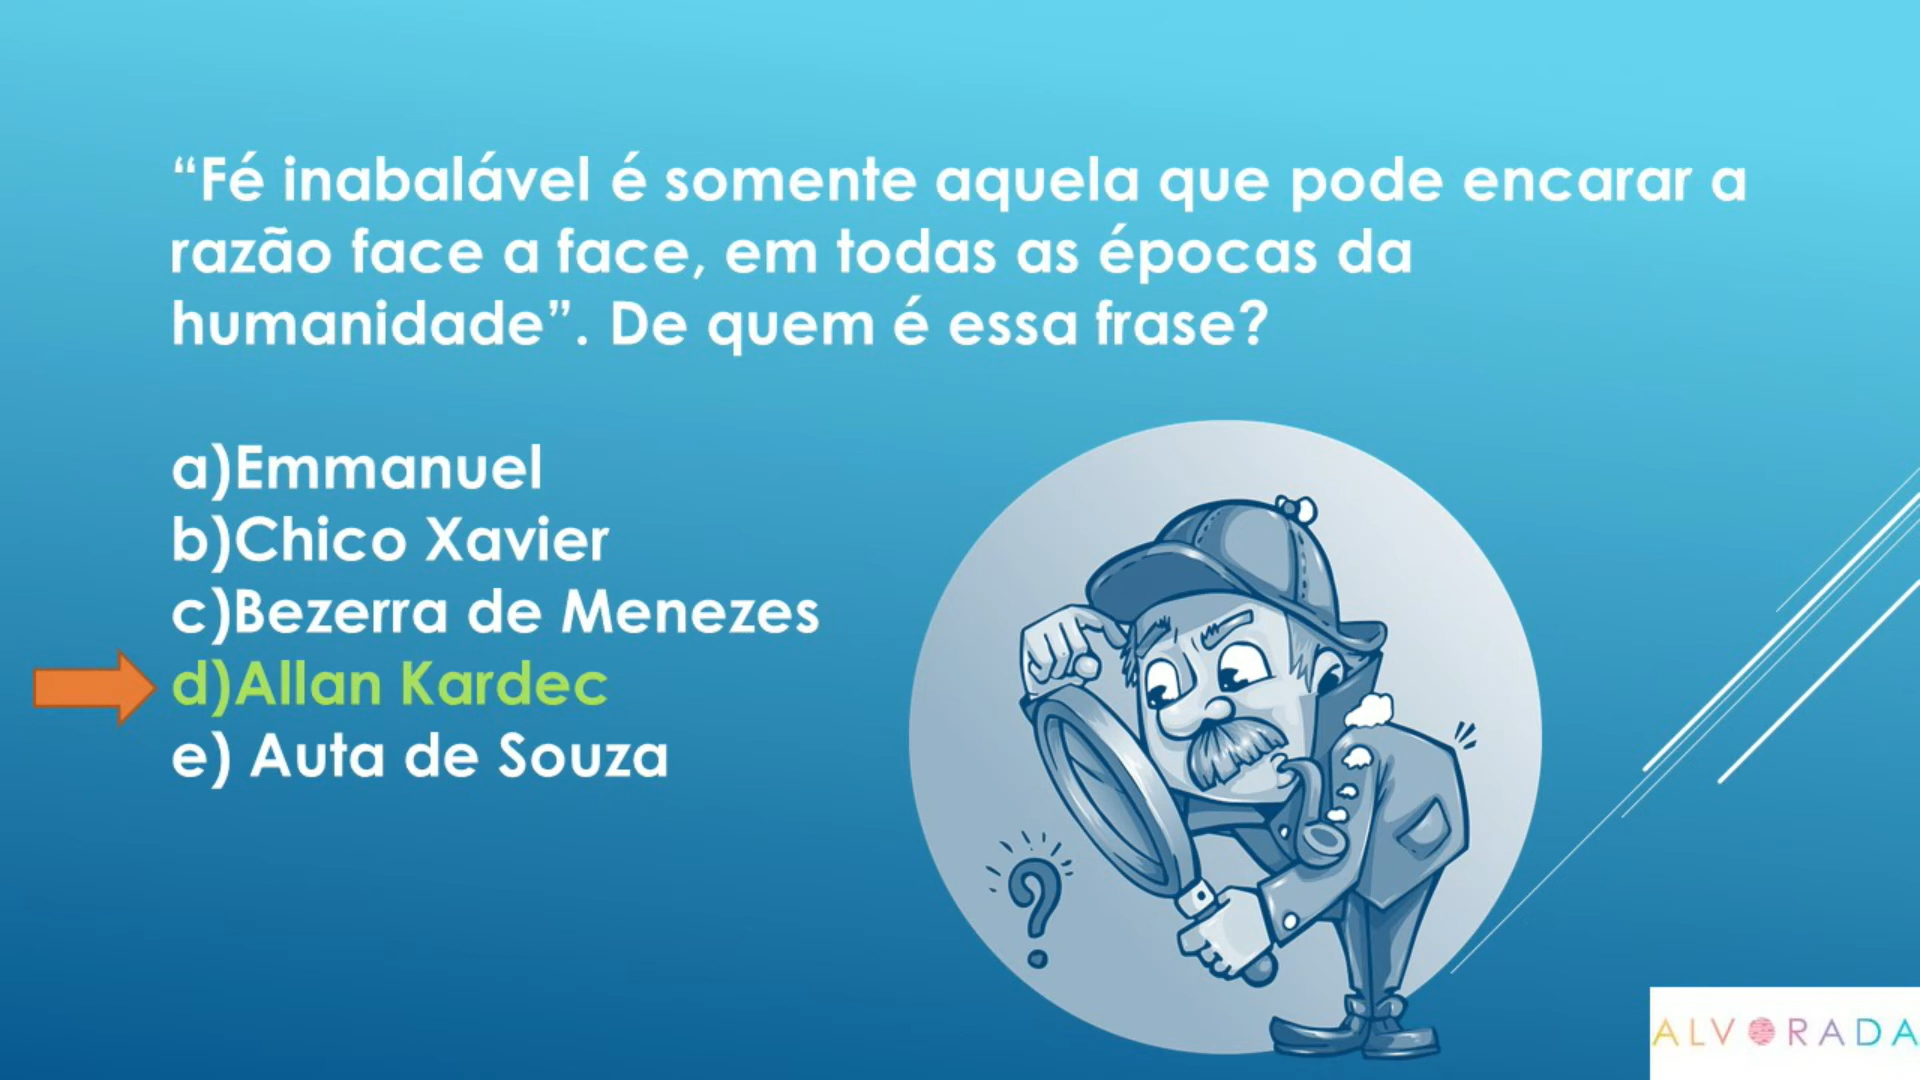 “Fé inabalável é somente aquela que pode encarar a
razão face a face, em todas as épocas da
humanidade”. De quem é essa frase?
a)Emmanuel
b)Chico Xavier
c)Bezerra de Menezes
d)Allan Kardec
e) Auta de Souza
?
ALVORADA